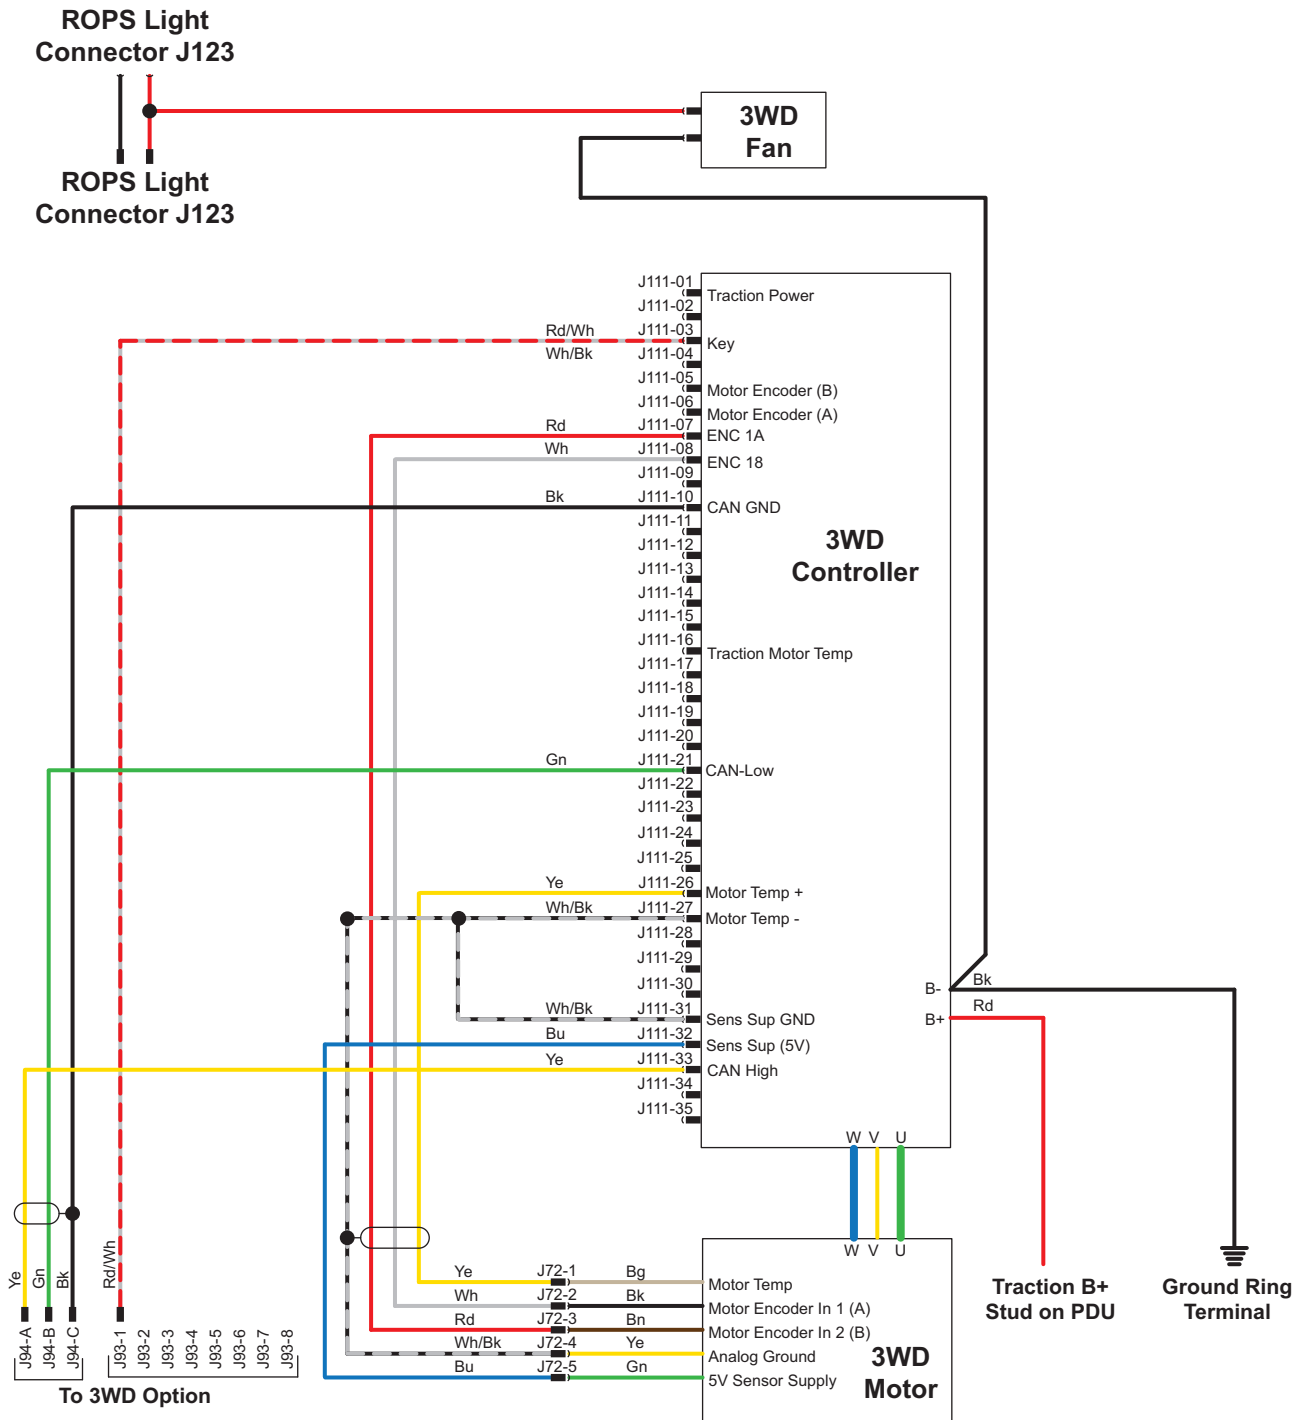 ROPS Light
Connector J123
ROPS Light
Connector J123
3WD
Fan
J111-01
Traction Power
J111-02
Rd/Wh
J111-03
Key
Wh/Bk
J111-04
J111-05
Motor Encoder (B)
J111-06
Motor Encoder (A)
Rd
J111-07
ENC 1A
Wh
J111-08
ENC 18
J111-09
Bk
J111-10
CAN GND
J111-11
J111-12
3WD
Controller
J111-13
J111-14
J111-15
J111-16
Traction Motor Temp
J111-17
J111-18
J111-19
J111-20
Gn
J111-21
CAN-Low
J111-22
J111-23
J111-24
J111-25
Ye
J111-26
Motor Temp +
Wh/Bk
J111-27
Motor Temp -
J111-28
J111-29
J111-30
B-
Bk
Wh/Bk
J111-31
Sens Sup GND
B+
Rd
Bu
J111-32
Sens Sup (5V)
Ye
J111-33
CAN High
J111-34
J111-35
W V U
W V U
Ye
Gn
Bk
Rd/Wh
Ye
J72-1
Bg
Motor Temp
Wh
J72-2
Bk
Motor Encoder In 1 (A)
Rd
J72-3
Bn
Motor Encoder In 2 (B)
Wh/Bk
J72-4
Ye
Analog Ground
Bu
J72-5
Gn
5V Sensor Supply
3WD
Motor
Traction B+
Stud on PDU
Ground Ring
Terminal
J94-A
J94-B
J94-C
J93-1
J93-2
J93-3
J93-4
J93-5
J93-6
J93-7
J93-8
To 3WD Option